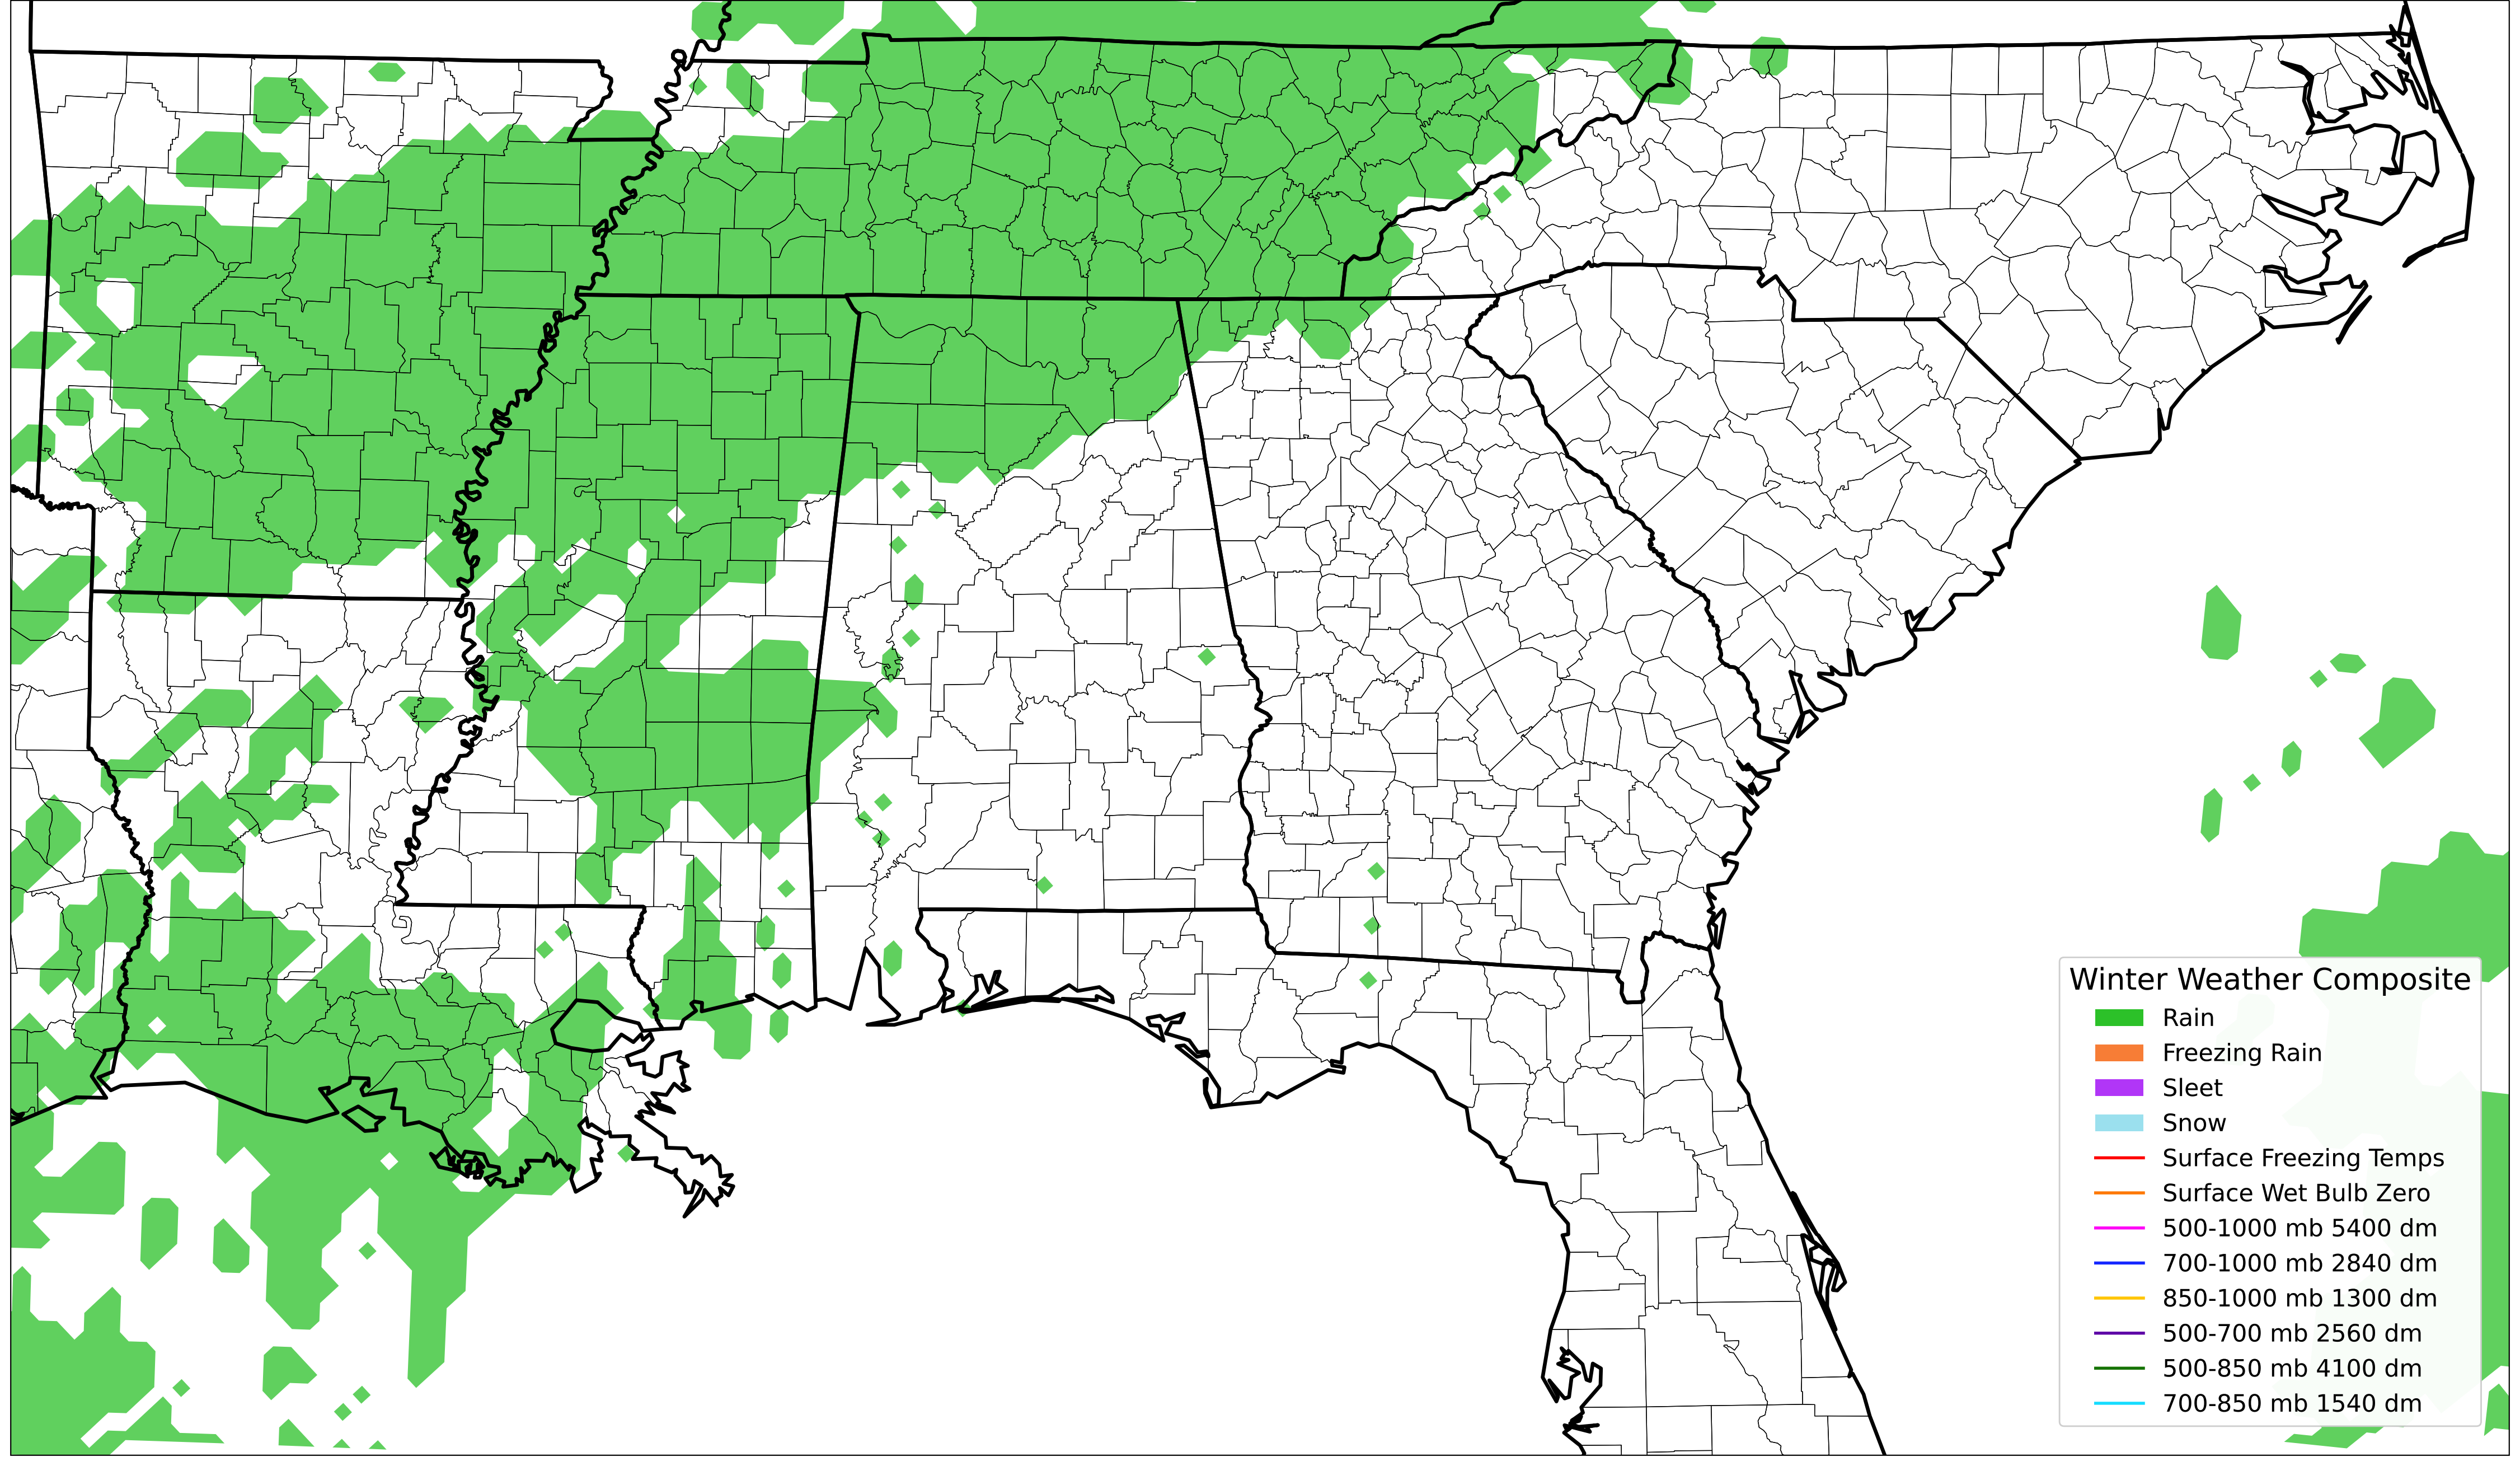 Winter Weather Composite
Rain
Freezing Rain
Sleet
Snow
Surface Freezing Temps
Surface Wet Bulb Zero
500-1000 mb 5400 dm
700-1000 mb 2840 dm
850-1000 mb 1300 dm
500-700 mb 2560 dm
500-850 mb 4100 dm
700-850 mb 1540 dm